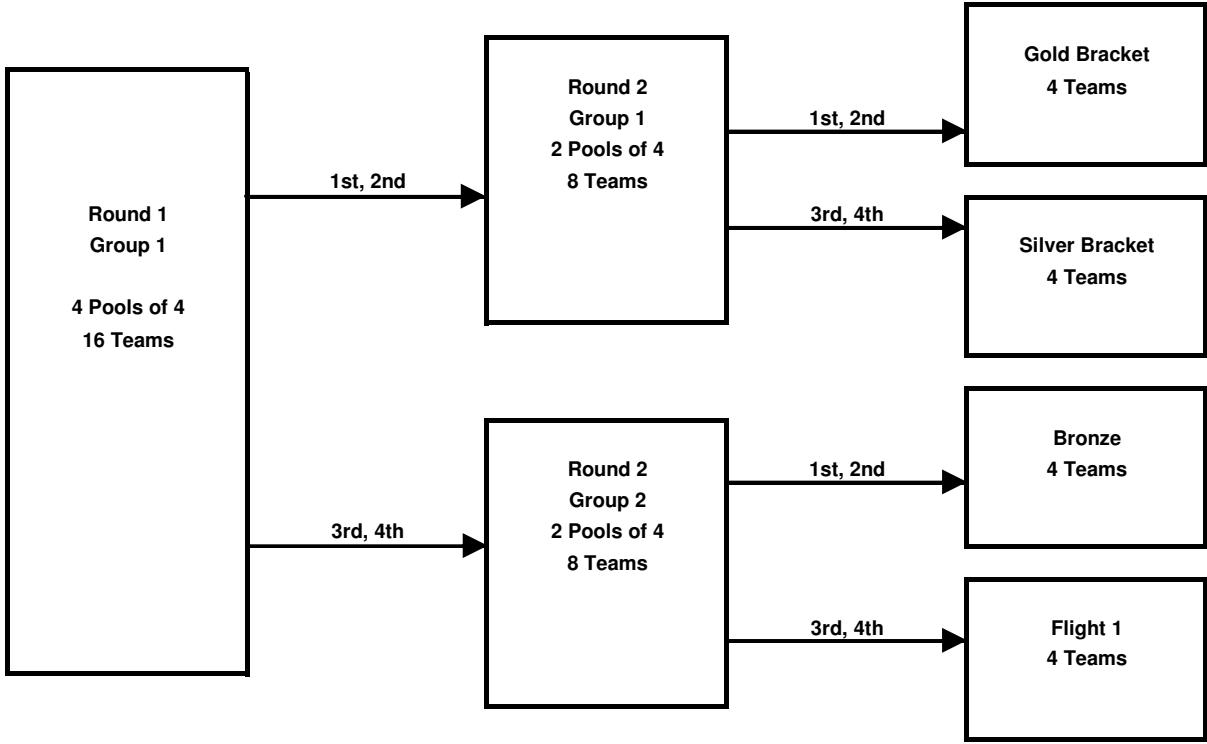 Round 1
Group 1
4 Pools of 4
16 Teams
1st, 2nd
3rd, 4th
Round 2
Group 1
2 Pools of 4
8 Teams
1st, 2nd
3rd, 4th
Round 2
Group 2
2 Pools of 4
8 Teams
1st, 2nd
3rd, 4th
Gold Bracket
4 Teams
Silver Bracket
4 Teams
Bronze
4 Teams
Flight 1
4 Teams